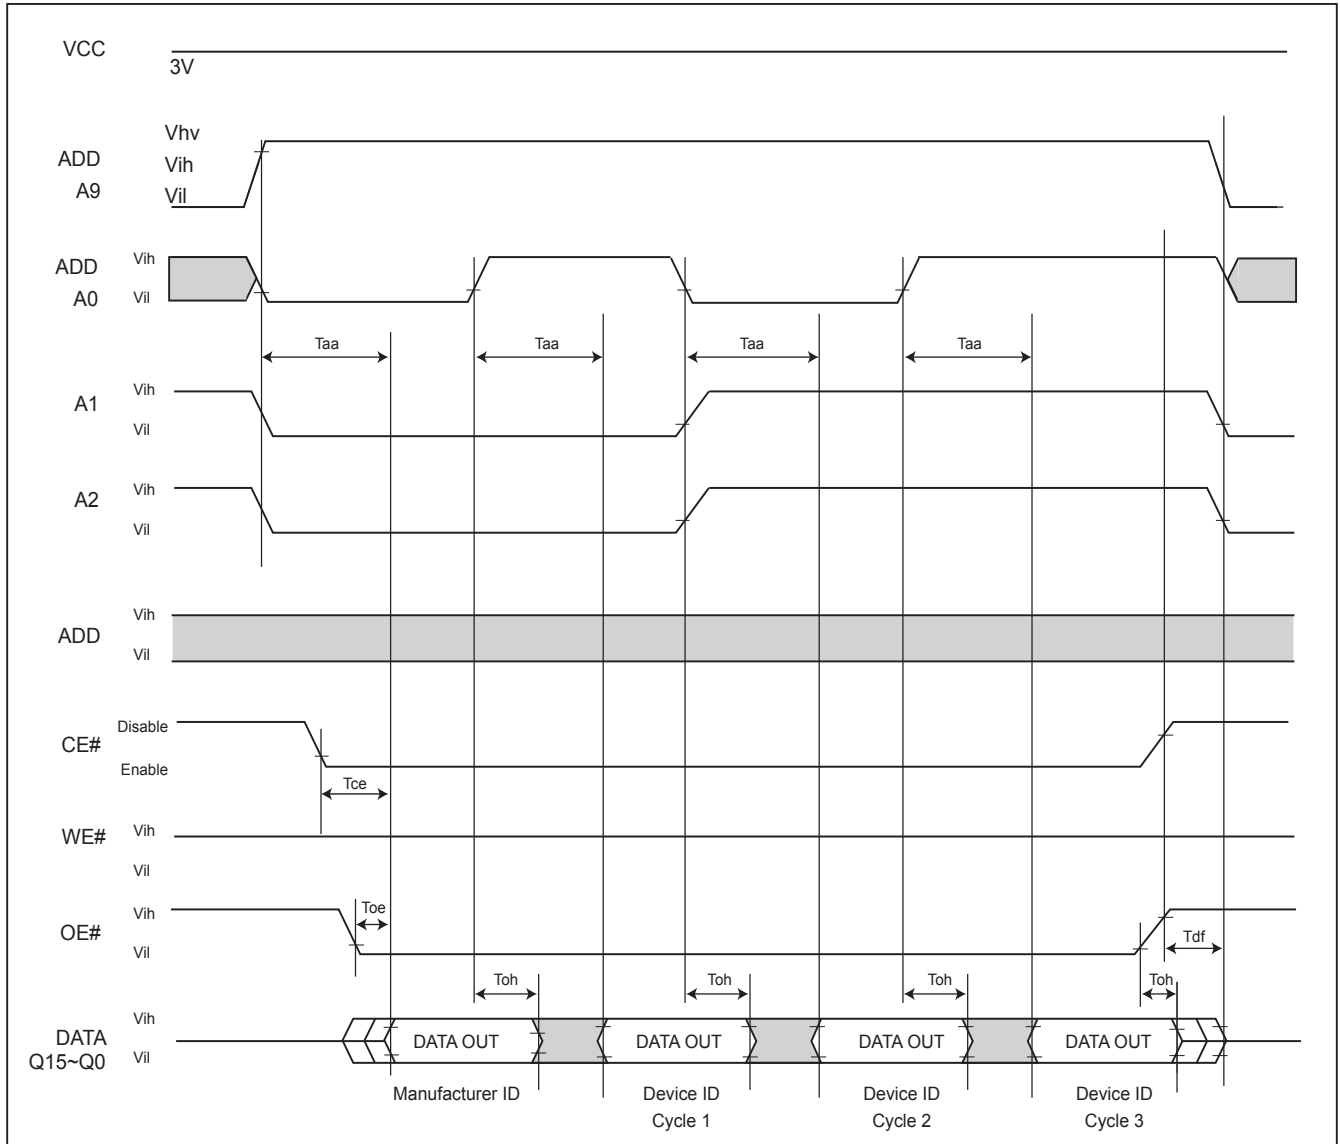 VCC
3V
Vhv
ADD
Vih
A9
Vil
ADD
Vih
A0
Vil
Taa
Taa
Taa
Taa
A1
Vih
Vil
A2
Vih
Vil
ADD
Vih
Vil
CE#
Disable
Enable
Tce
WE#
Vih
Vil
OE#
Vih
Vil
Toe
Tdf
Toh
Toh
Toh
Toh
DATA
Q15~Q0
Vih
Vil
DATA OUT
DATA OUT
DATA OUT
DATA OUT
Manufacturer ID
Device ID
Cycle 1
Device ID
Cycle 2
Device ID
Cycle 3